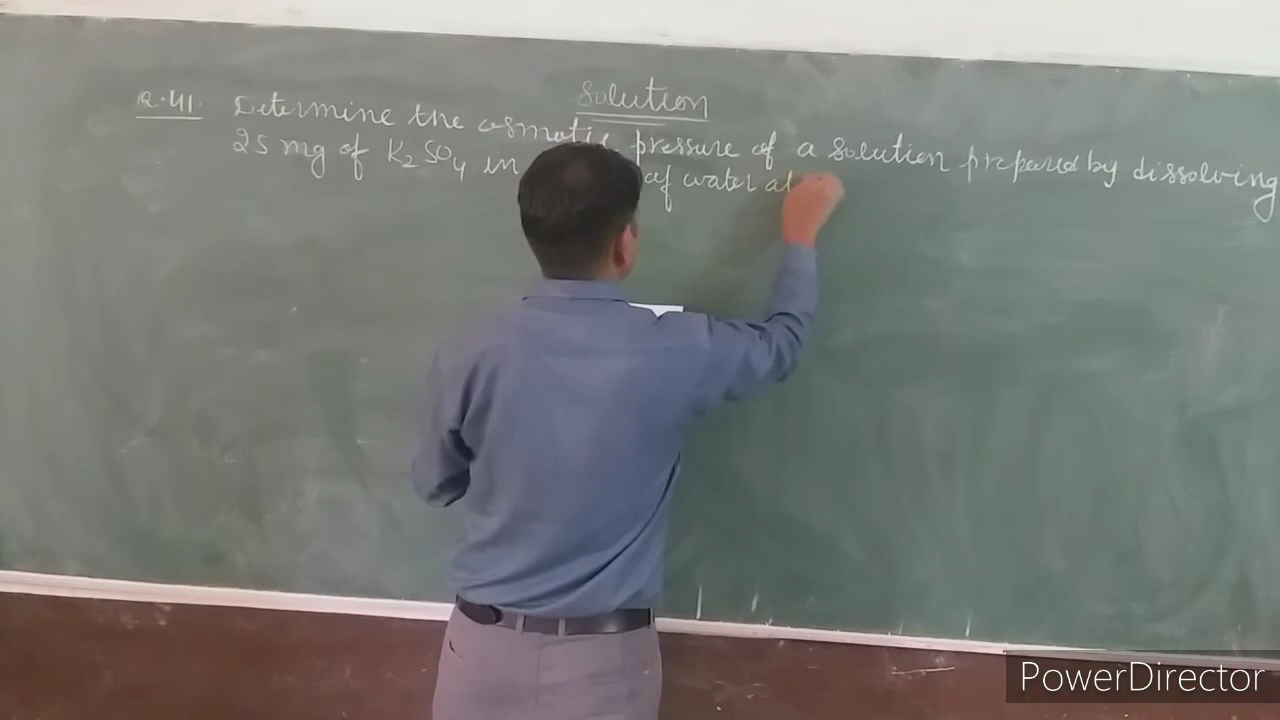 Solution
Q.41. Determine the osmotic pressure of a solution prepared by dissolving
25 mg of K₂SO₄ in of water at
PowerDirector